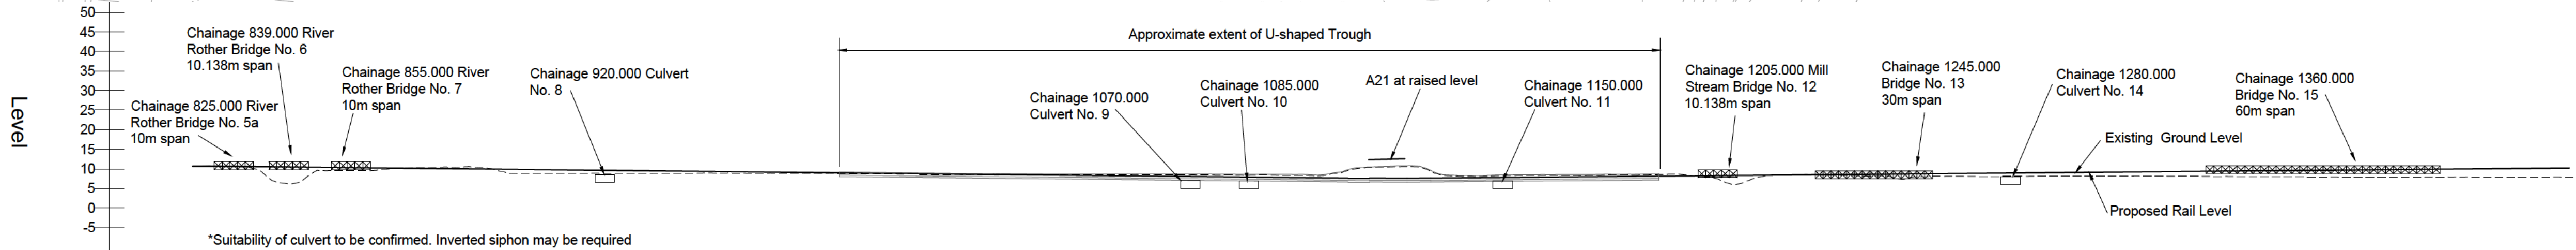 50
45
40
35
30
25
20
15
10
5
0
-5
Level
Chainage 825.000 River
Rother Bridge No. 5a
10m span
Chainage 839.000 River
Rother Bridge No. 6
10.138m span
Chainage 855.000 River
Rother Bridge No. 7
10m span
Chainage 920.000 Culvert
No. 8
Approximate extent of U-shaped Trough
Chainage 1070.000
Culvert No. 9
Chainage 1085.000
Culvert No. 10
A21 at raised level
Chainage 1150.000
Culvert No. 11
Chainage 1205.000 Mill
Stream Bridge No. 12
10.138m span
Chainage 1245.000
Bridge No. 13
30m span
Chainage 1280.000
Culvert No. 14
Chainage 1360.000
Bridge No. 15
60m span
Existing Ground Level
Proposed Rail Level
*Suitability of culvert to be confirmed. Inverted siphon may be required